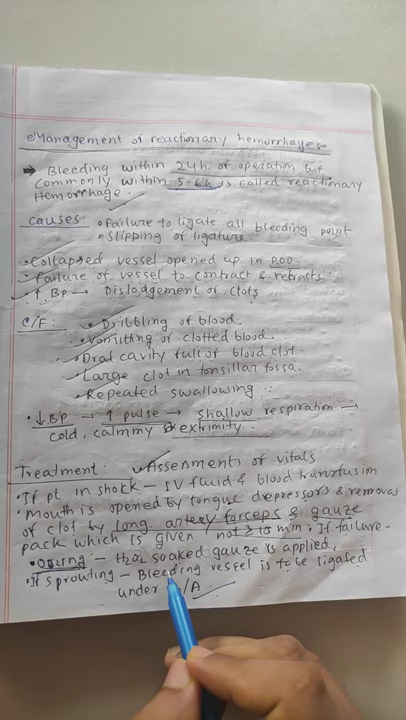 Management of reactionary hemorrhage:-
→ Bleeding within 24h of operation but
commonly within 5-6h is called reactionary
Hemorrhage.
Causes: • Failure to ligate all bleeding point
• Slipping of ligature
• Collapsed vessel opened up in P.O.D.
• Failure of vessel to contract & retracts.
• ↑ BP → Dislodgement of clots
C/F: • Dribbling of blood.
• Vomitting of clotted blood.
• Oral cavity full of blood clot
• Large clot in tonsillar fossa.
• Repeated swallowing
• ↓BP → ↑ pulse → shallow respiration →
cold, calmmy extrimity.
Treatment: Assenments of vitals
• If pt in shock - IV fluid & blood transfusion
• Mouth is opened by tongue depressors & removal
of clot by long artery forceps & gauze
pack which is given not ≥ 10 min • If failure -
• Oozing - H2O2 soaked gauze is applied,
• If sprouting - Bleeding vessel is to be ligated
under /A